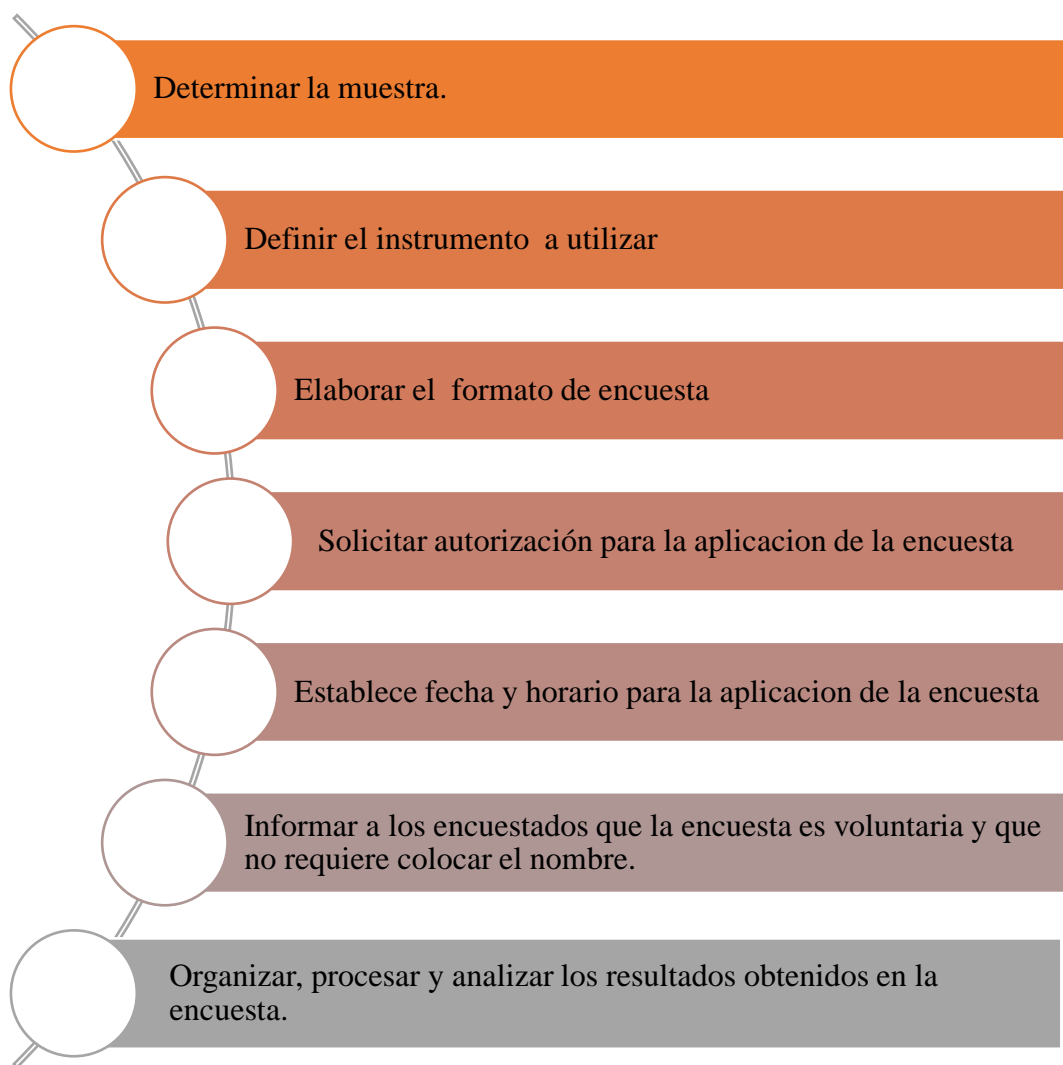 Determinar la muestra.
Definir el instrumento  a utilizar
Elaborar el  formato de encuesta
Solicitar autorización para la aplicacion de la encuesta
Establece fecha y horario para la aplicacion de la encuesta
Informar a los encuestados que la encuesta es voluntaria y que
no requiere colocar el nombre.
Organizar, procesar y analizar los resultados obtenidos en la
encuesta.